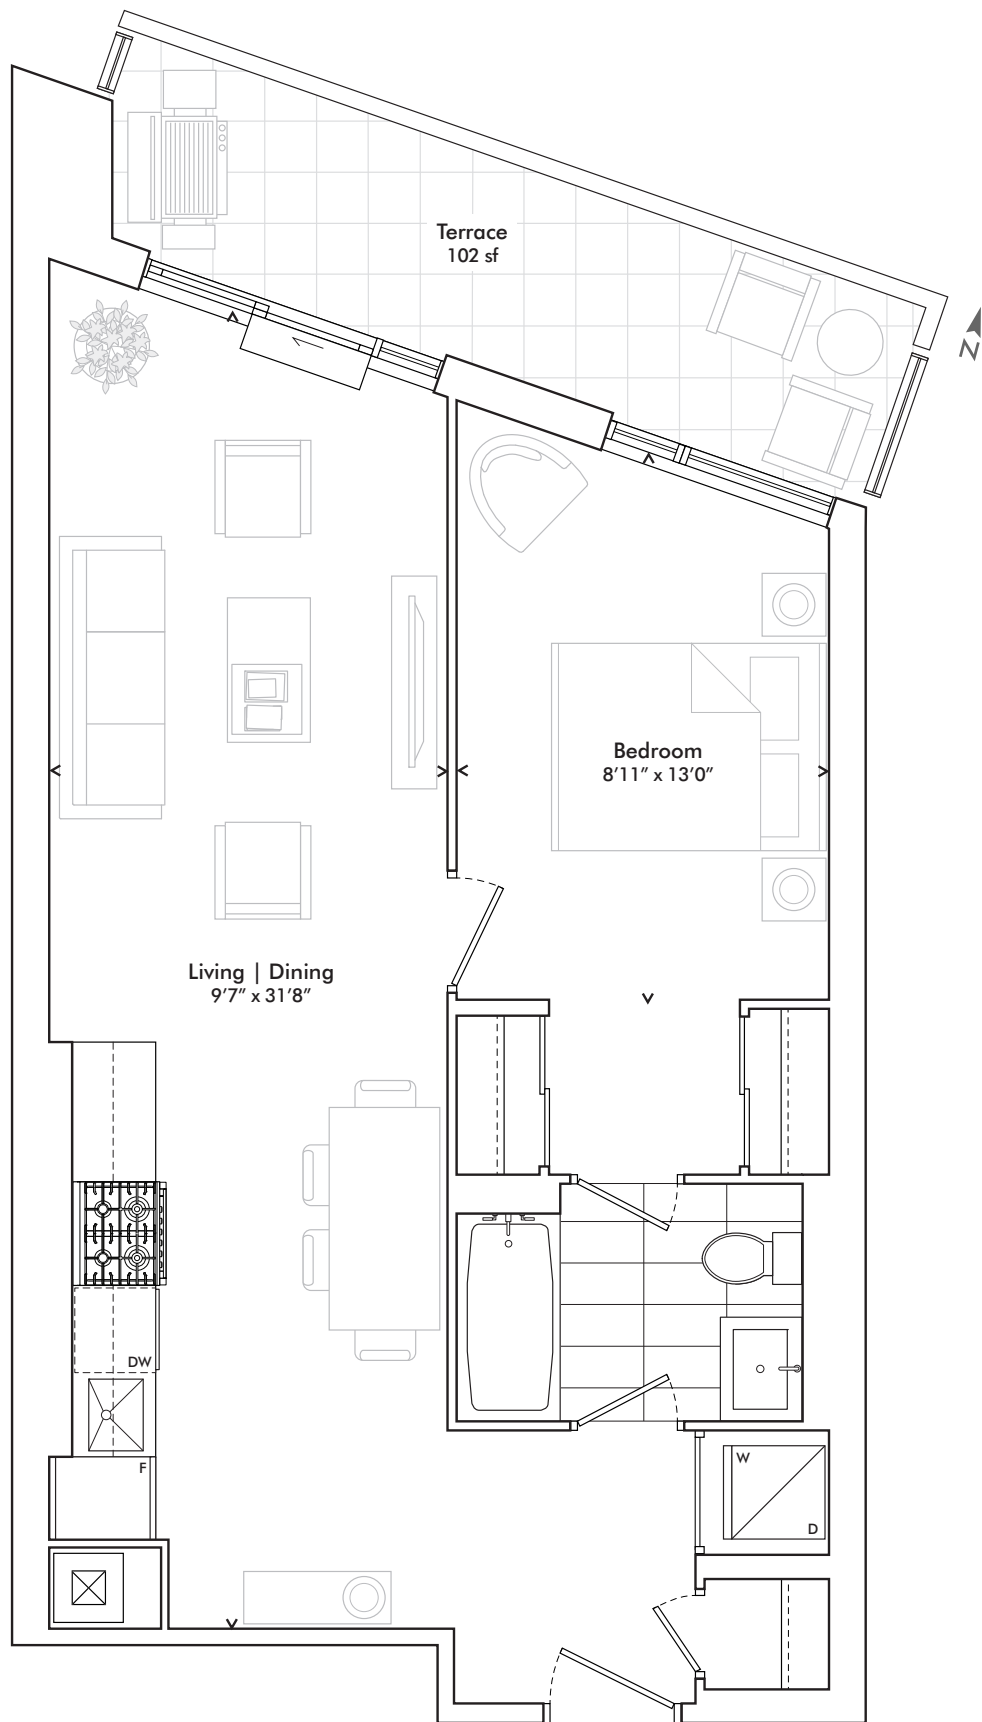 Terrace
102 sf
N
Bedroom
8’11” x 13’0”
Living | Dining
9’7” x 31’8”
DW
F
W
D